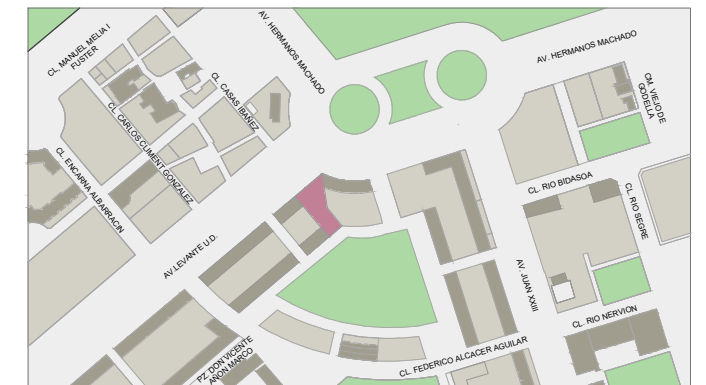 CL. MANUEL MELIA I
FUSTER
AV. HERMANOS MACHADO
AV. HERMANOS MACHADO
CL. CASAS IBAÑEZ
CM. VIEJO DE
GODELLA
CL. CARLOS CLIMENT GONZALEZ
CL. ENCARNA ALBARRACIN
CL. RIO BIDASOA
CL. RIO SEGRE
AV.LEVANTE U.D.
AV. JUAN XXIII
CL. RIO NERVION
PZ. DON VICENTE
AÑON MARCO
CL. FEDERICO ALCACER AGUILAR